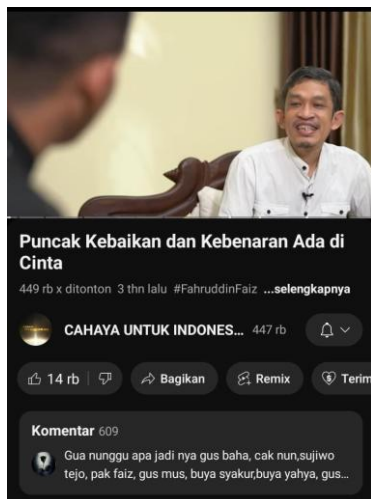 Puncak Kebaikan dan Kebenaran Ada di
Cinta
449 rb x ditonton 3 thn lalu #FahruddinFaiz ...selengkapnya
CAHAYA UNTUK INDONES... 447 rb
14 rb Bagikan Remix Terim
Komentar 609
Gua nunggu apa jadi nya gus baha, cak nun,sujiwo
tejo, pak faiz, gus mus, buya syakur,buya yahya, gus...